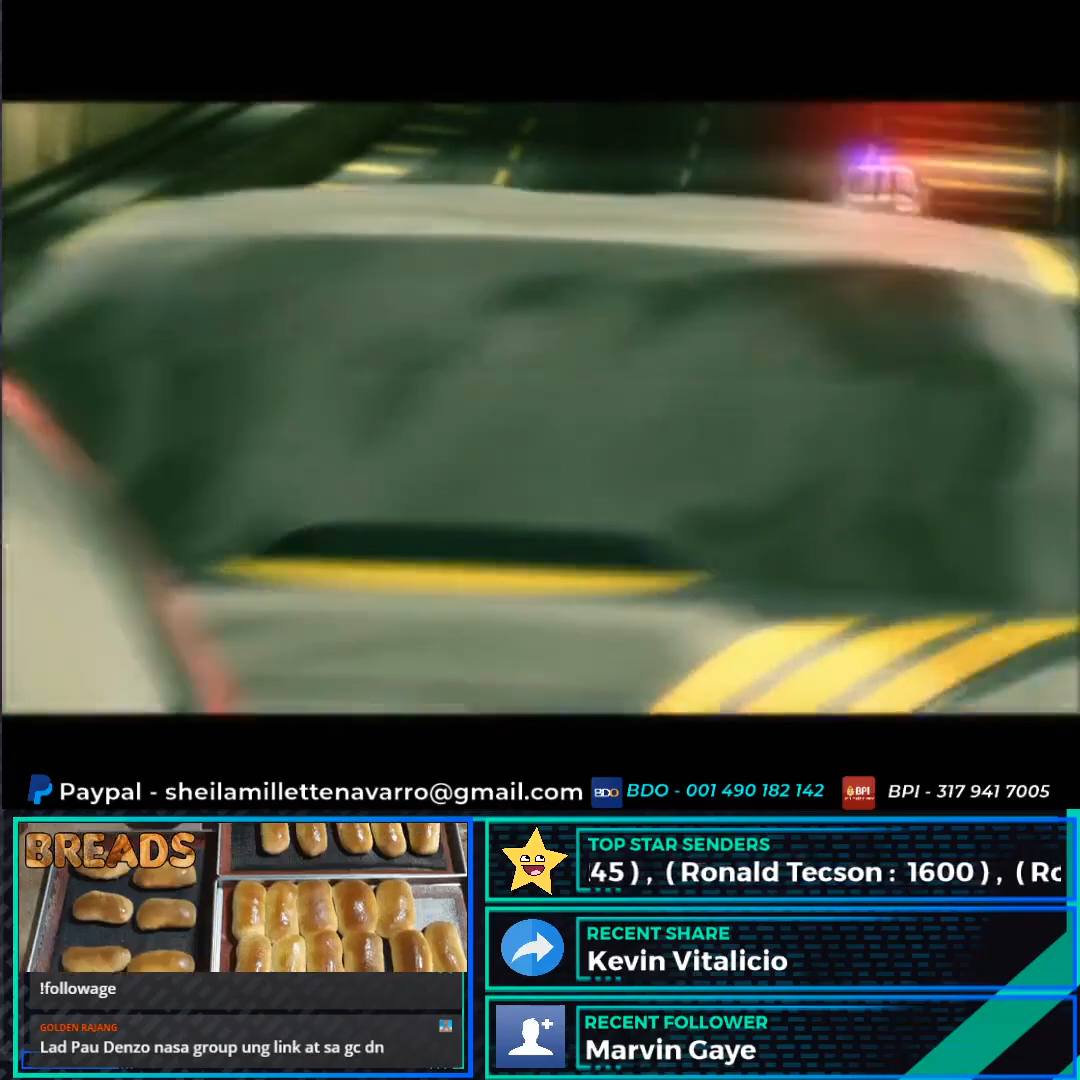 Paypal - sheilamillettenavarro@gmail.com BDO BDO - 001 490 182 142 BPI BPI - 317 941 7005
BREADS
!followage
GOLDEN RAJANG
Lad Pau Denzo nasa group ung link at sa gc dn
TOP STAR SENDERS
45 ) , ( Ronald Tecson : 1600 ) , ( Ro
RECENT SHARE
Kevin Vitalicio
RECENT FOLLOWER
Marvin Gaye